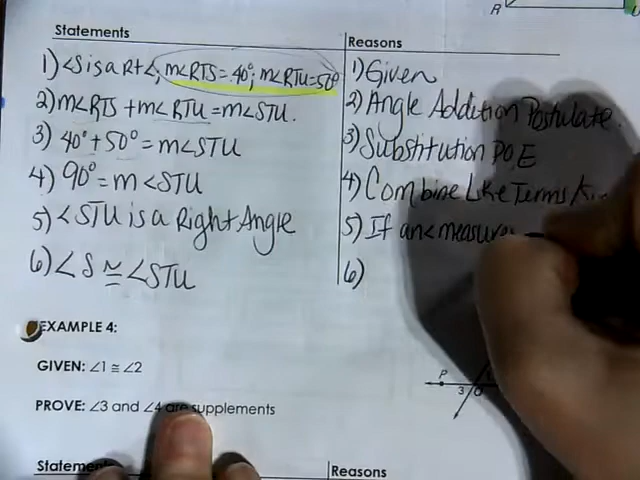 R
Statements
Reasons
1) ∠S is a Rt ∠, m∠RTS = 40°; m∠RTU = 50°
1) Given
2) m∠RTS + m∠RTU = m∠STU.
2) Angle Addition Postulate.
3) 40° + 50° = m∠STU
3) Substitution POE
4) 90° = m∠STU
4) Combine Like Terms
5) ∠STU is a Right Angle
5) If an ∠ measures
6) ∠S ≅ ∠STU
6)
EXAMPLE 4:
GIVEN: ∠1 ≅ ∠2
P
3
PROVE: ∠3 and ∠4 are supplements
Statements
Reasons